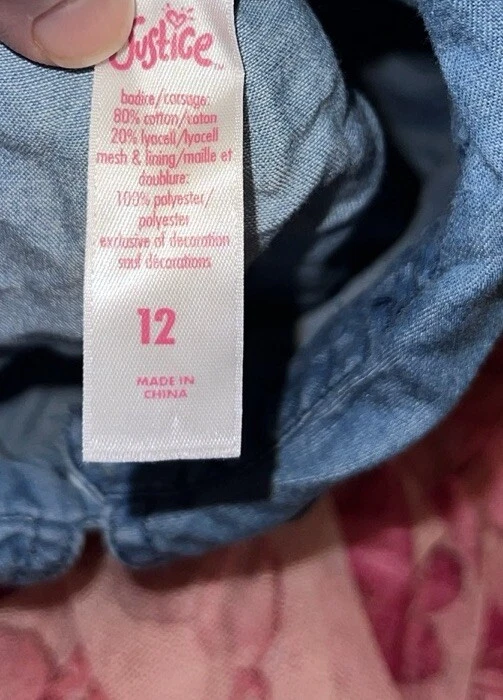 Justice™
bodice/corsage:
80% cotton/coton
20% lyocell/lyocell
mesh & lining/maille et
doublure:
100% polyester/
polyester
exclusive of decoration
sauf décorations
12
MADE IN
CHINA